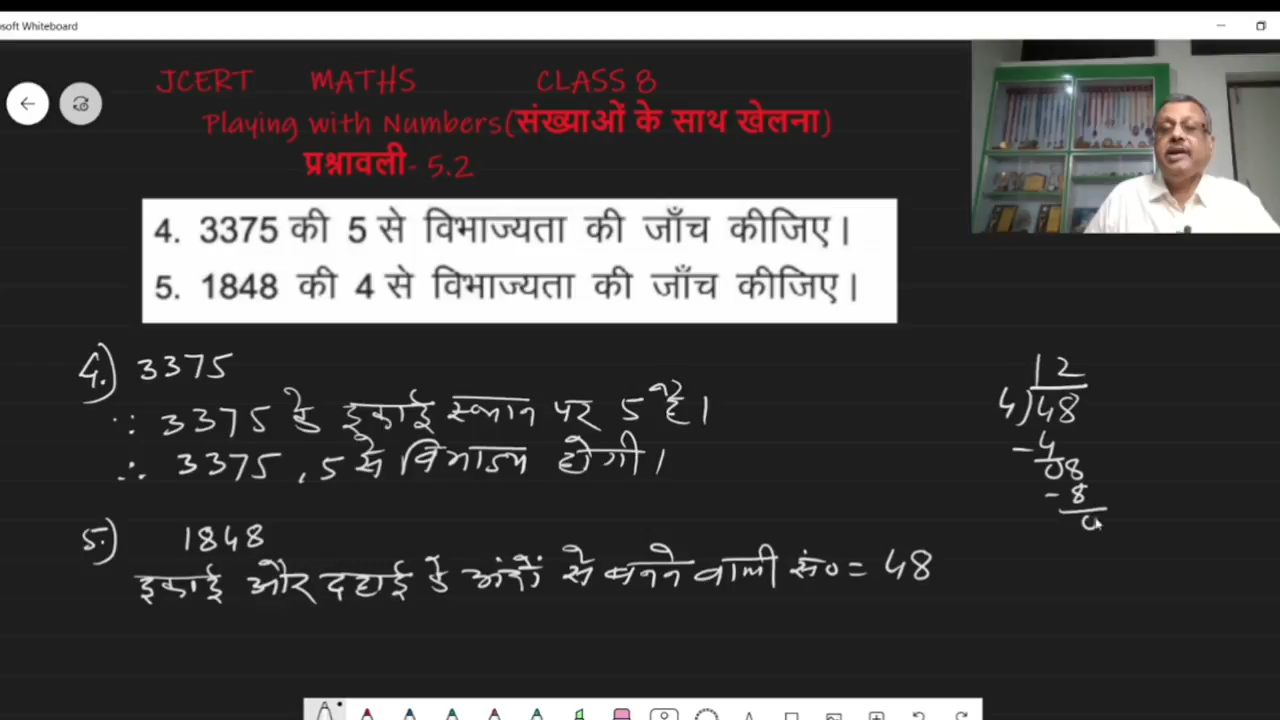 osoft Whiteboard
JCERT MATHS CLASS 8
Playing with Numbers(संख्याओं के साथ खेलना)
प्रश्नावली- 5.2
4. 3375 की 5 से विभाज्यता की जाँच कीजिए।
5. 1848 की 4 से विभाज्यता की जाँच कीजिए।
4.) 3375
∵ 3375 के इकाई स्थान पर 5 है।
∴ 3375, 5 से विभाज्य होगी।
5.) 1848
इकाई और दहाई के अंकों से बनने वाली सं० = 48
12
4)48
-4
08
-8
0